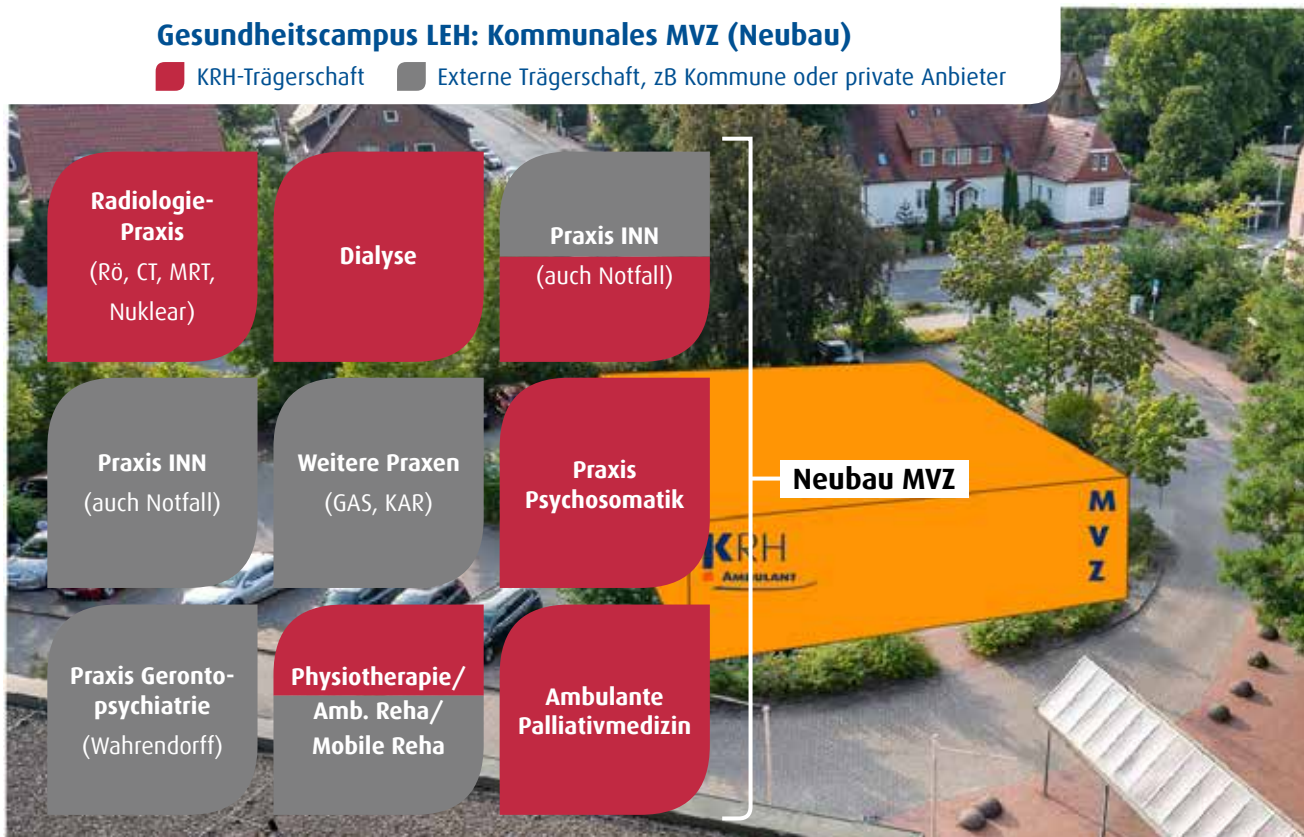 Gesundheitscampus LEH: Kommunales MVZ (Neubau)
KRH-Trägerschaft
Externe Trägerschaft, zB Kommune oder private Anbieter
Radiologie-
Praxis
(Rö, CT, MRT,
Nuklear)
Dialyse
Praxis INN
(auch Notfall)
Praxis INN
(auch Notfall)
Weitere Praxen
(GAS, KAR)
Praxis
Psychosomatik
Praxis Geronto-
psychiatrie
(Wahrendorff)
Physiotherapie/
Amb. Reha/
Mobile Reha
Ambulante
Palliativmedizin
Neubau MVZ
KRH
AMBULANT
M
V
Z